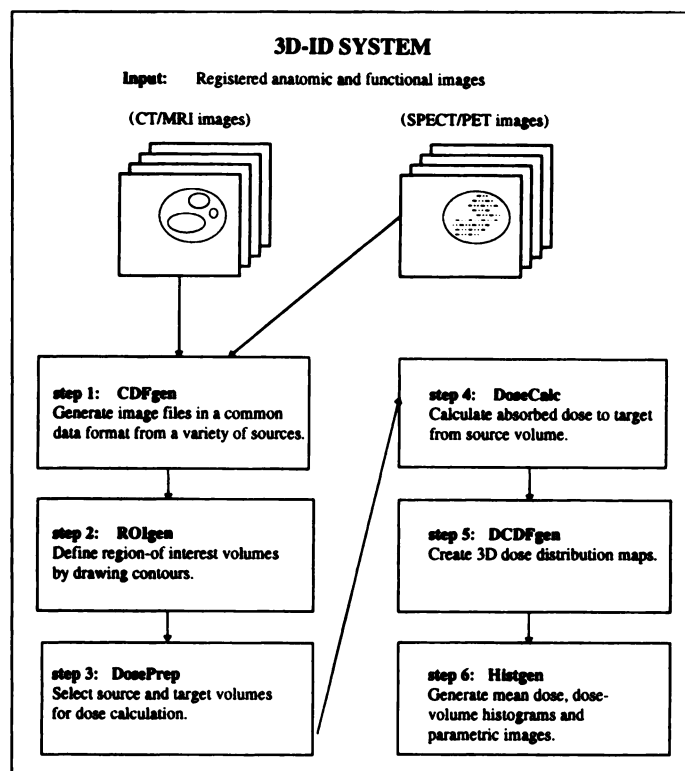 3D-ID SYSTEM
Input: Registered anatomic and functional images
(CT/MRI images)
(SPECT/PET images)
step 1: CDFgen
Generate image files in a common
data format from a variety of sources.
step 2: ROIgen
Define region-of interest volumes
by drawing contours.
step 3: DosePrep
Select source and target volumes
for dose calculation.
step 4: DoseCalc
Calculate absorbed dose to target
from source volume.
step 5: DCDFgen
Create 3D dose distribution maps.
step 6: Histgen
Generate mean dose, dose-
volume histograms and
parametric images.